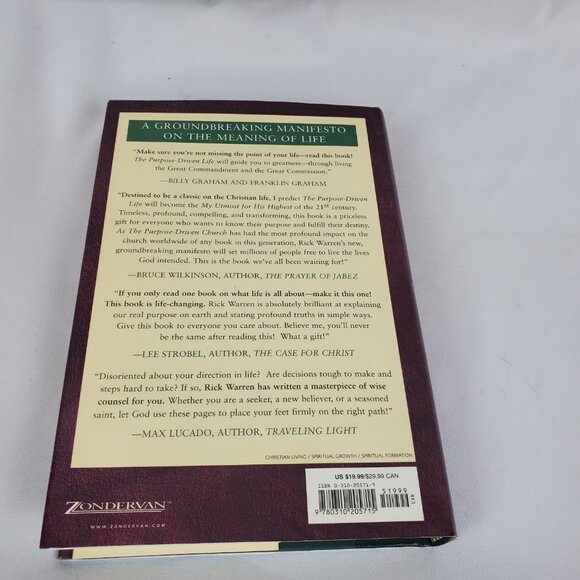 A GROUNDBREAKING MANIFESTO
ON THE MEANING OF LIFE
"Make sure you're not missing the point of your life—read this book!
The Purpose-Driven Life will guide you to greatness—through living
the Great Commandment and the Great Commission."
—BILLY GRAHAM AND FRANKLIN GRAHAM
"Destined to be a classic on the Christian life, I predict The Purpose-Driven
Life will become the My Utmost for His Highest of the 21st century.
Timeless, profound, compelling, and transforming, this book is a priceless
gift for everyone who wants to know their purpose and fulfill their destiny.
As The Purpose-Driven Church has had the most profound impact on the
church worldwide of any book in this generation, Rick Warren's new,
groundbreaking manifesto will set millions of people free to live the lives
God intended. This is the book we've all been waiting for!"
—BRUCE WILKINSON, AUTHOR, THE PRAYER OF JABEZ
"If you only read one book on what life is all about—make it this one!
This book is life-changing. Rick Warren is absolutely brilliant at explaining
our real purpose on earth and stating profound truths in simple ways.
Give this book to everyone you care about. Believe me, you'll never
be the same after reading this! What a gift!"
—LEE STROBEL, AUTHOR, THE CASE FOR CHRIST
"Disoriented about your direction in life? Are decisions tough to make and
steps hard to take? If so, Rick Warren has written a masterpiece of wise
counsel for you. Whether you are a seeker, a new believer, or a seasoned
saint, let God use these pages to place your feet firmly on the right path!"
—MAX LUCADO, AUTHOR, TRAVELING LIGHT
CHRISTIAN LIVING / SPIRITUAL GROWTH / SPIRITUAL FORMATION
US $19.99/$29.99 CAN
ISBN 0-310-20571-9
51999
9 780310 205715
EAN
ZONDERVAN™
WWW.ZONDERVAN.COM